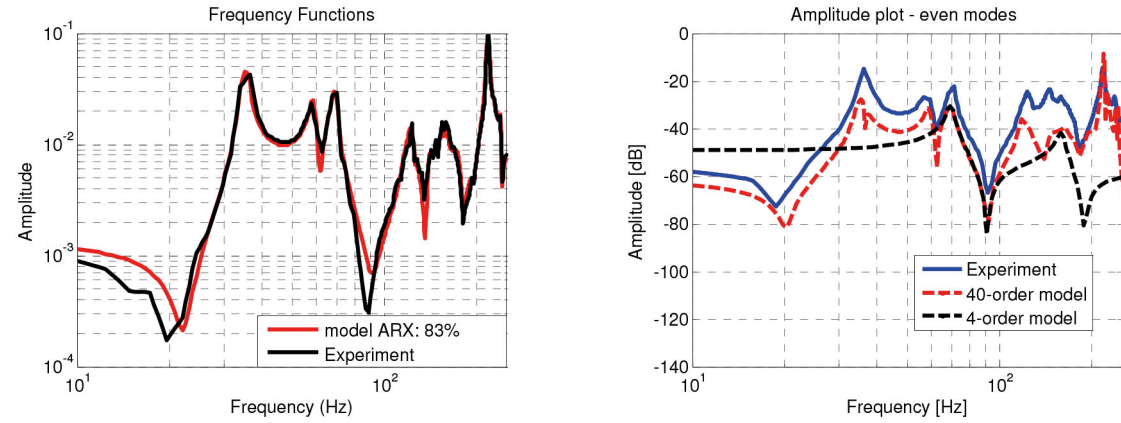 Frequency Functions
10^-1
10^-2
10^-3
10^-4
Amplitude
10^1
10^2
Frequency (Hz)
model ARX: 83%
Experiment
Amplitude plot - even modes
0
-20
-40
-60
-80
-100
-120
-140
Amplitude [dB]
10^1
10^2
Frequency [Hz]
Experiment
40-order model
4-order model